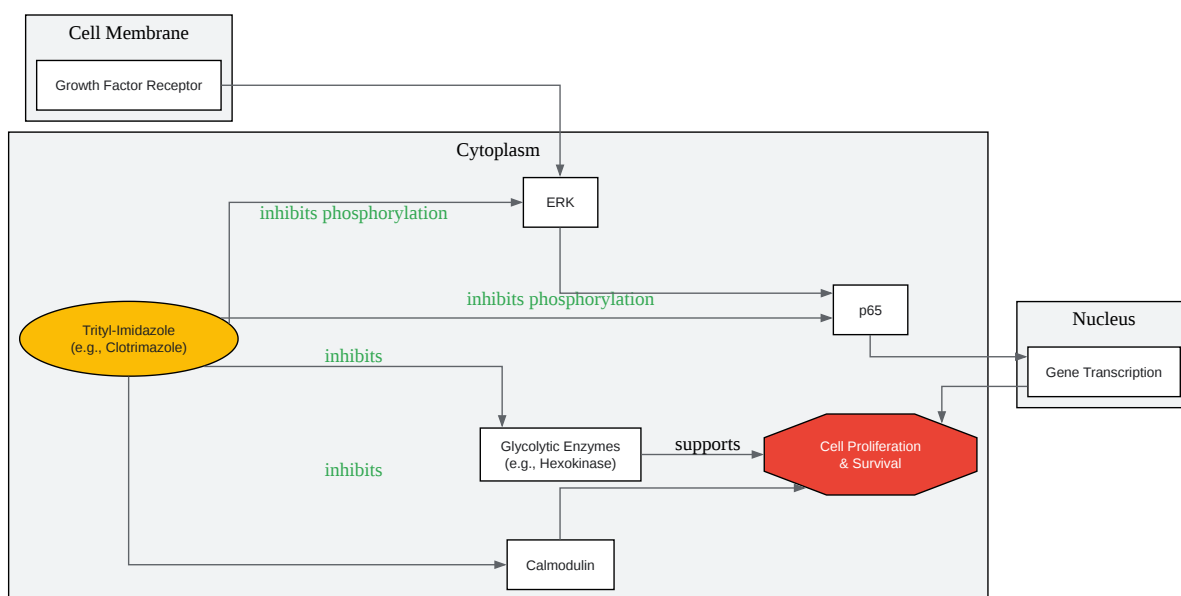 Cell Membrane
Growth Factor Receptor
Cytoplasm
ERK
inhibits phosphorylation
inhibits phosphorylation
p65
Trityl-Imidazole
(e.g., Clotrimazole)
Nucleus
inhibits
Gene Transcription
Glycolytic Enzymes
(e.g., Hexokinase)
supports
Cell Proliferation
& Survival
inhibits
Calmodulin